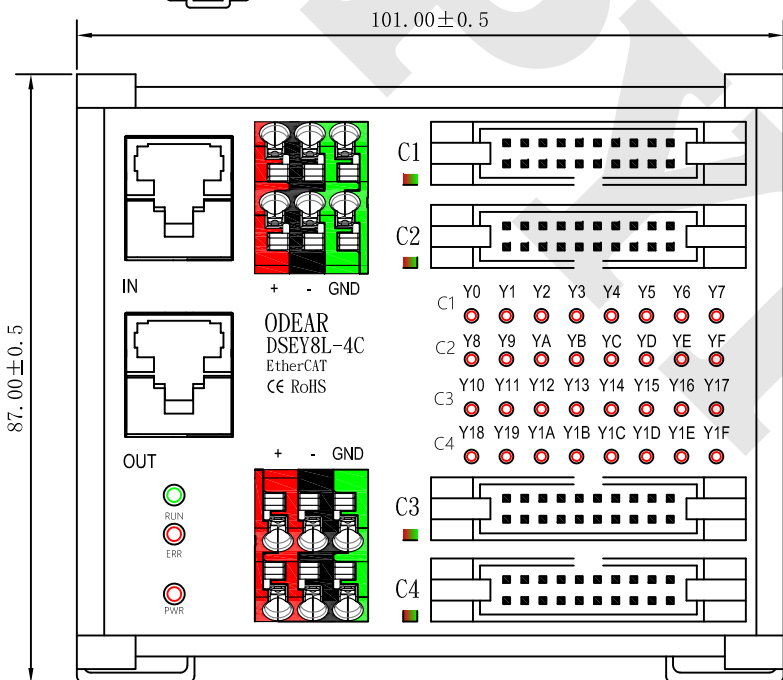 101.00±0.5
87.00±0.5
C1
C2
IN
+ - GND
C1 Y0 Y1 Y2 Y3 Y4 Y5 Y6 Y7
C2 Y8 Y9 YA YB YC YD YE YF
C3 Y10 Y11 Y12 Y13 Y14 Y15 Y16 Y17
C4 Y18 Y19 Y1A Y1B Y1C Y1D Y1E Y1F
ODEAR
DSEY8L-4C
EtherCAT
CE RoHS
OUT
+ - GND
RUN
ERR
PWR
C3
C4